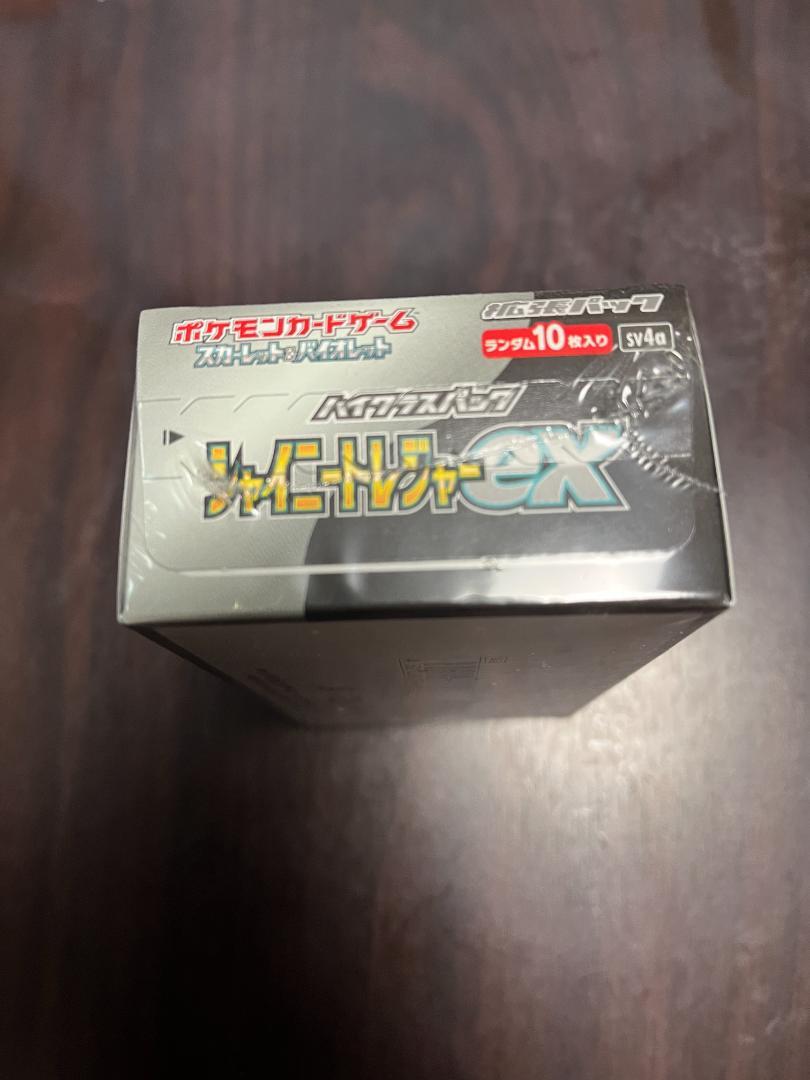 ポケモンカードゲーム
スカーレット&バイオレット
拡張パック
ランダム10枚入り
sv4a
ハイクラスパック
シャイニートレジャーex